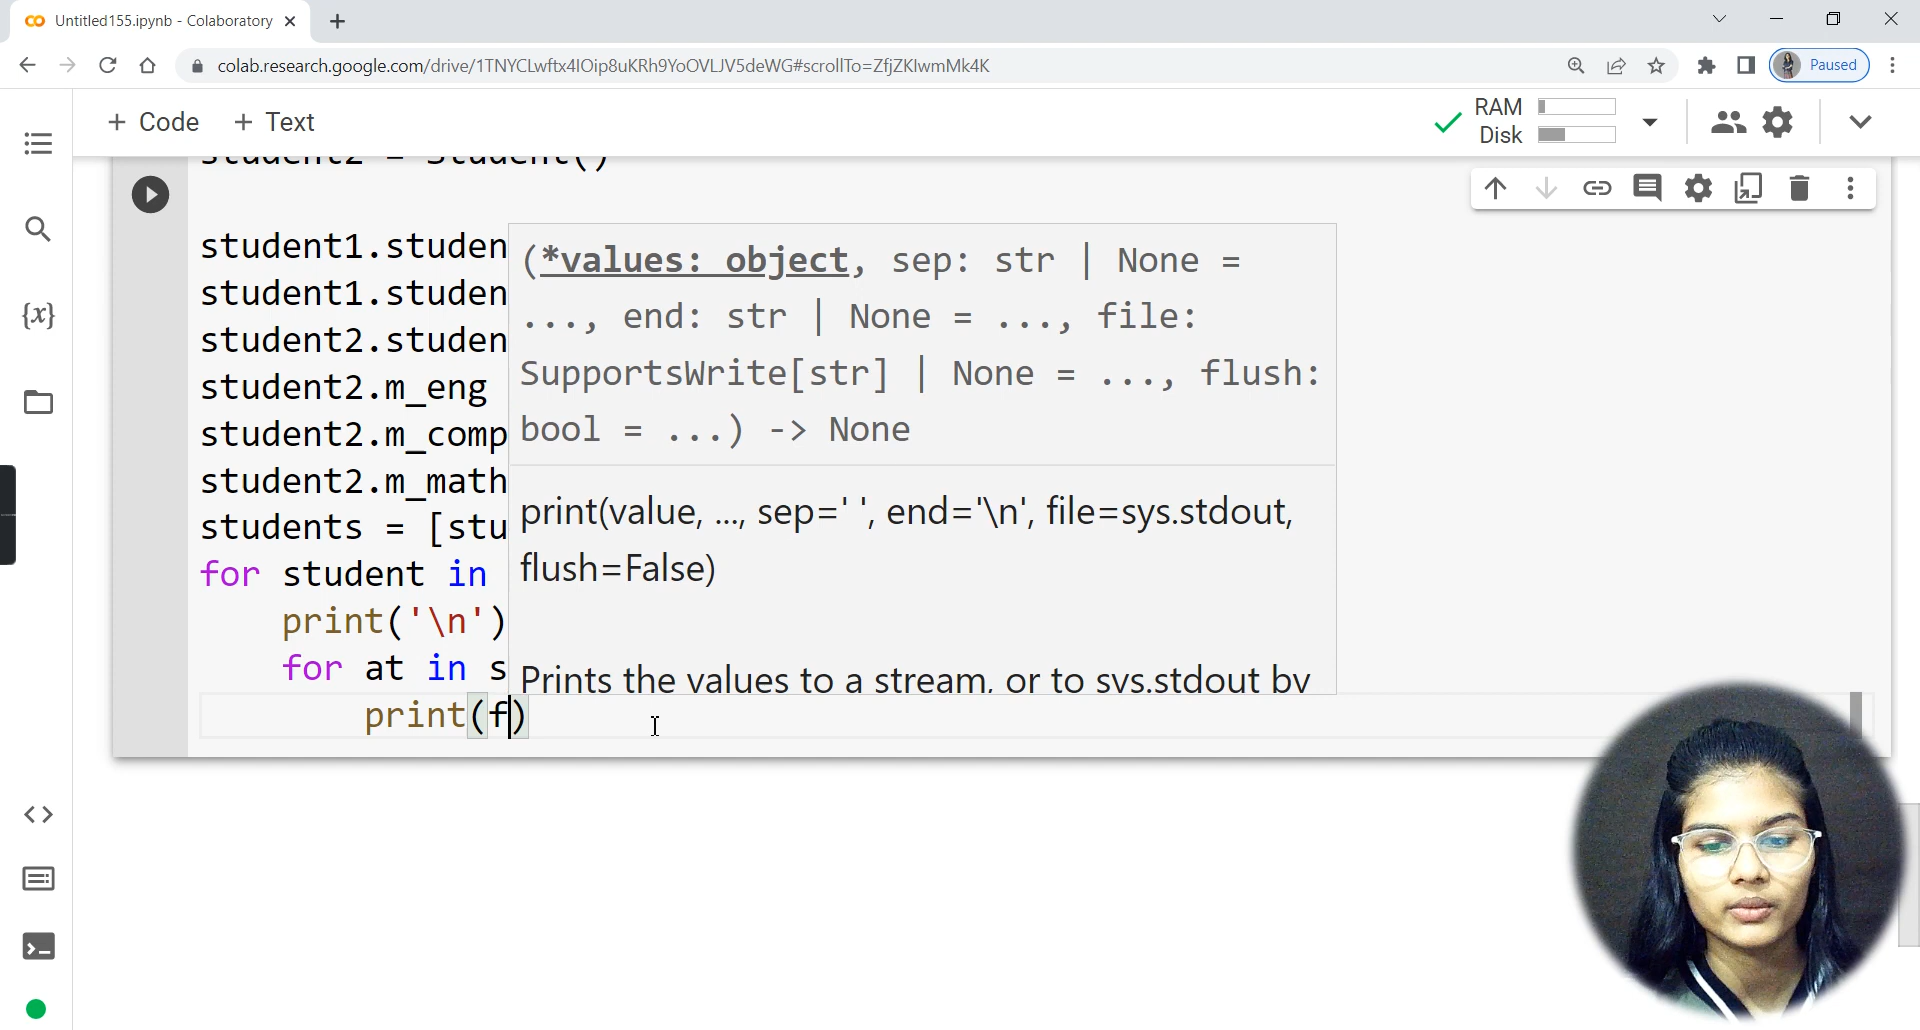 Untitled155.ipynb - Colaboratory
colab.research.google.com/drive/1TNYCLwftx4IOip8uKRh9YoOVLJV5deWG#scrollTo=ZfjZKIwmMk4K
Paused
+ Code + Text
RAM
Disk
student2 = Student()
student1.studen
student1.studen
student2.studen
student2.m_eng
student2.m_comp
student2.m_math
students = [stu
for student in
print('\n')
for at in s
print(f)
(*values: object, sep: str | None =
..., end: str | None = ..., file:
SupportsWrite[str] | None = ..., flush:
bool = ...) -> None
print(value, ..., sep=' ', end='\n', file=sys.stdout,
flush=False)
Prints the values to a stream, or to sys.stdout by
{x}